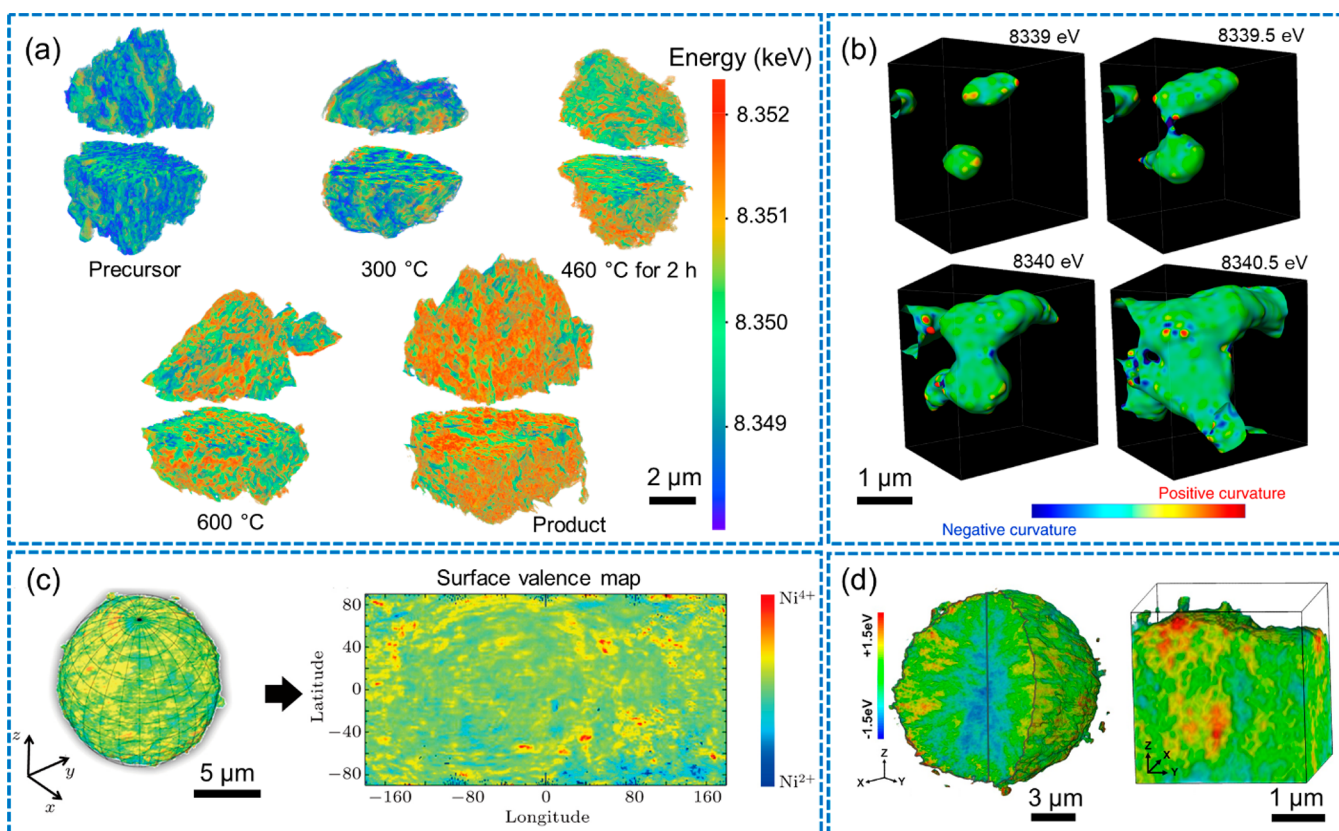 (a)
Energy (keV)
8.352
8.351
8.350
8.349
Precursor
300 °C
460 °C for 2 h
600 °C
Product
2 μm
(b)
8339 eV
8339.5 eV
8340 eV
8340.5 eV
1 μm
Positive curvature
Negative curvature
(c)
Surface valence map
z
y
x
5 μm
Latitude
80
40
0
−40
−80
−160
−80
0
80
160
Longitude
Ni4+
Ni2+
(d)
+1.5eV
-1.5eV
Z
X
Y
3 μm
Z
X
Y
1 μm